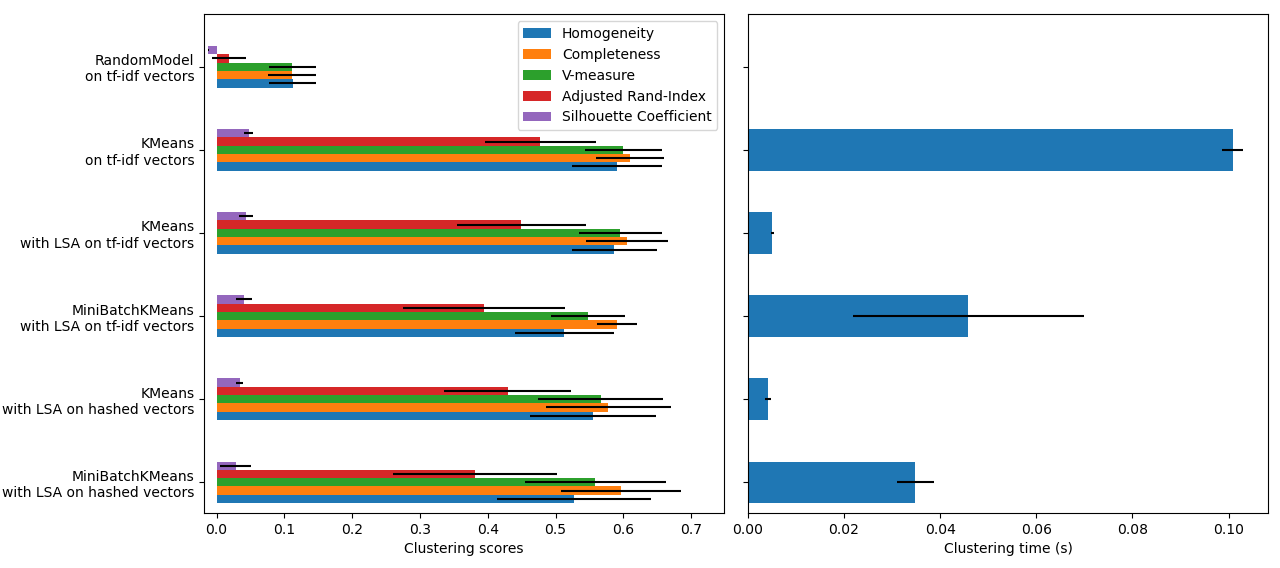 Homogeneity
Completeness
V-measure
Adjusted Rand-Index
Silhouette Coefficient
RandomModel
on tf-idf vectors
KMeans
on tf-idf vectors
KMeans
with LSA on tf-idf vectors
MiniBatchKMeans
with LSA on tf-idf vectors
KMeans
with LSA on hashed vectors
MiniBatchKMeans
with LSA on hashed vectors
0.0 0.1 0.2 0.3 0.4 0.5 0.6 0.7
Clustering scores
0.00 0.02 0.04 0.06 0.08 0.10
Clustering time (s)